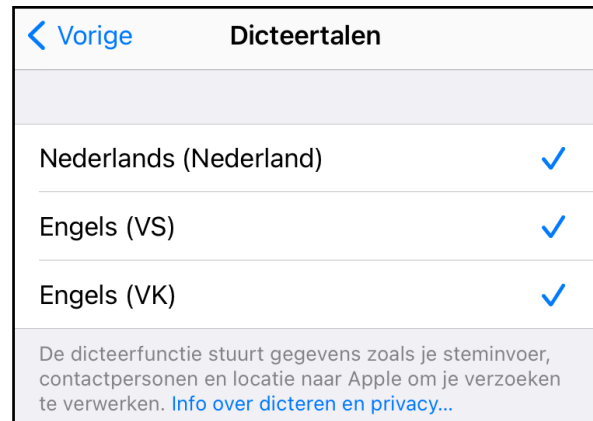 Vorige Dicteertalen
Nederlands (Nederland)
Engels (VS)
Engels (VK)
De dicteerfunctie stuurt gegevens zoals je steminvoer,
contactpersonen en locatie naar Apple om je verzoeken
te verwerken. Info over dicteren en privacy...